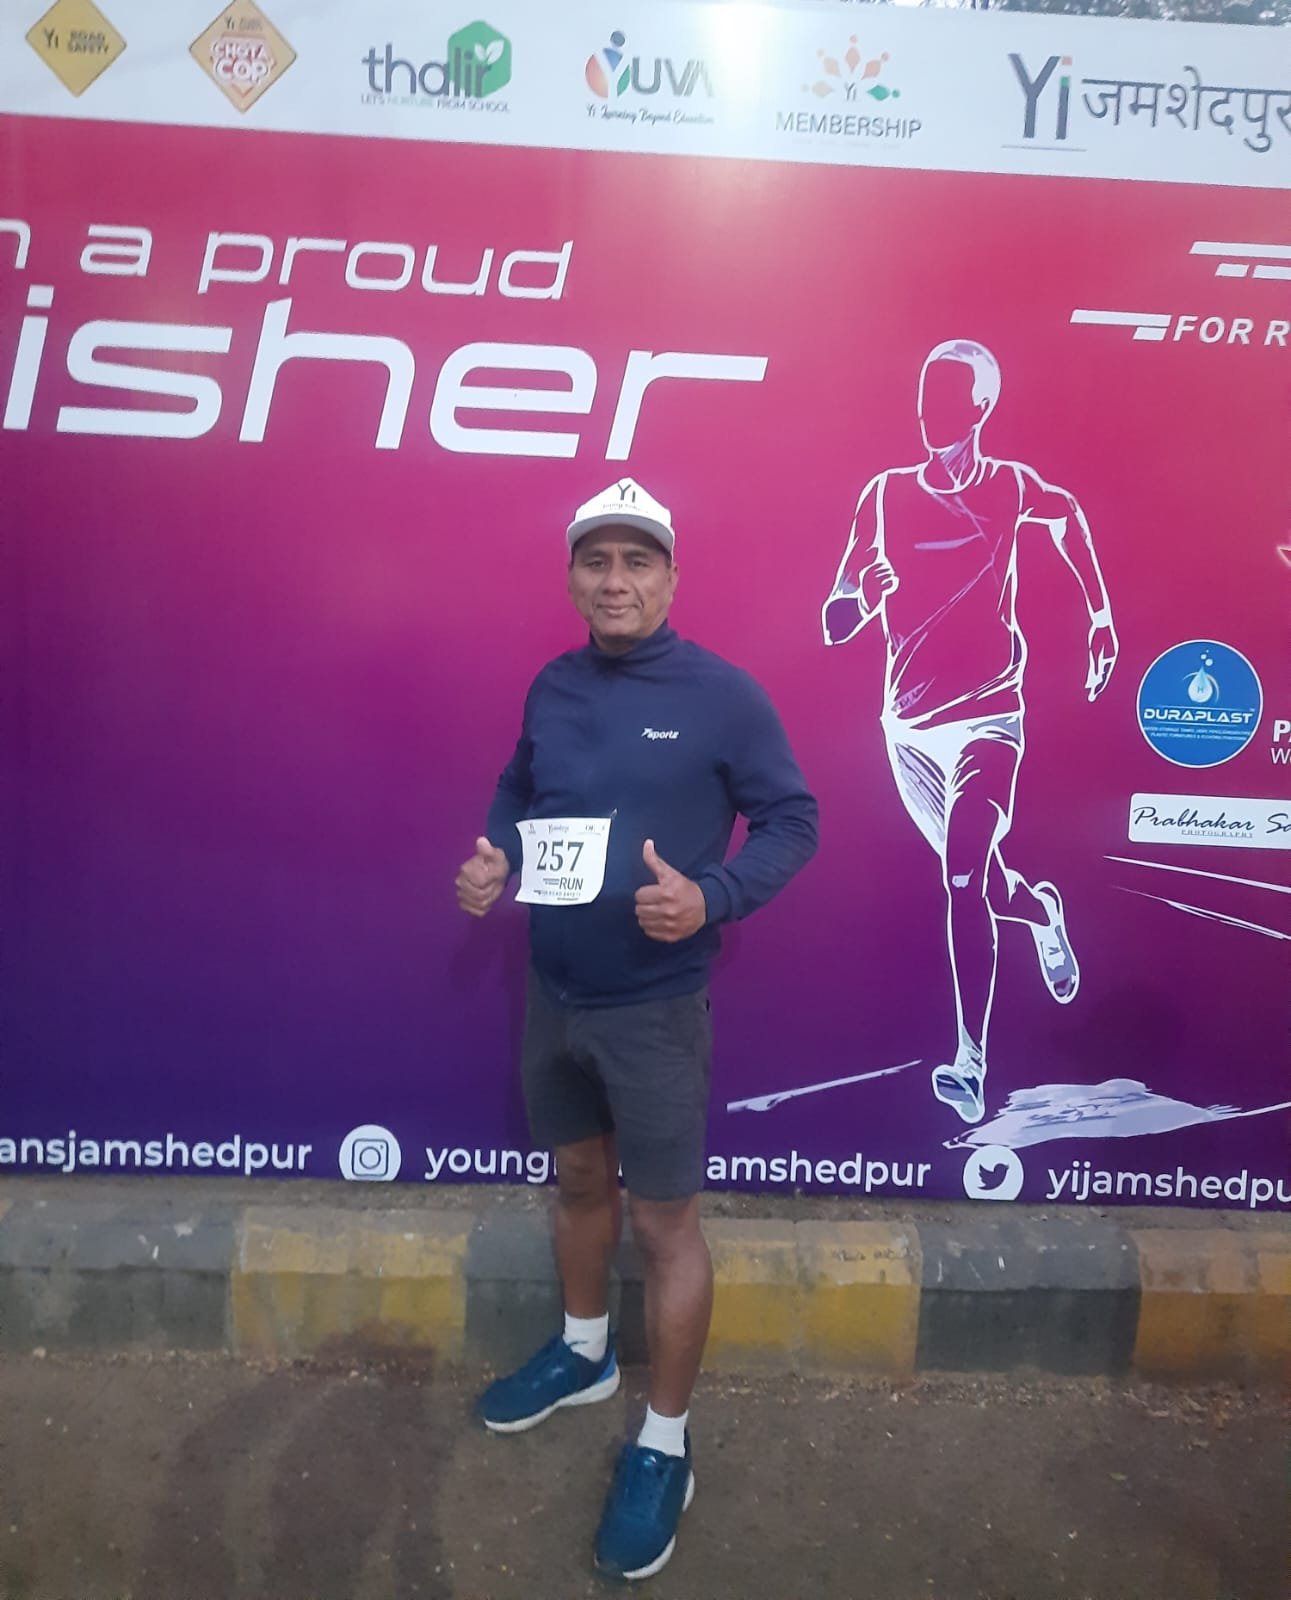 Yi ROAD SAFETY
CHOTA COP
thalir
LET'S NURTURE FROM SCHOOL
YUVA
Yi Learning Beyond Education
Yi
MEMBERSHIP
Yi जमशेदपु
a proud
isher
FOR R
Yi
sportz
257
RUN
DURAPLAST
Prabhakar
PHOTOGRAPHY
ansjamshedpur
young
amshedpur
yijamshedpu